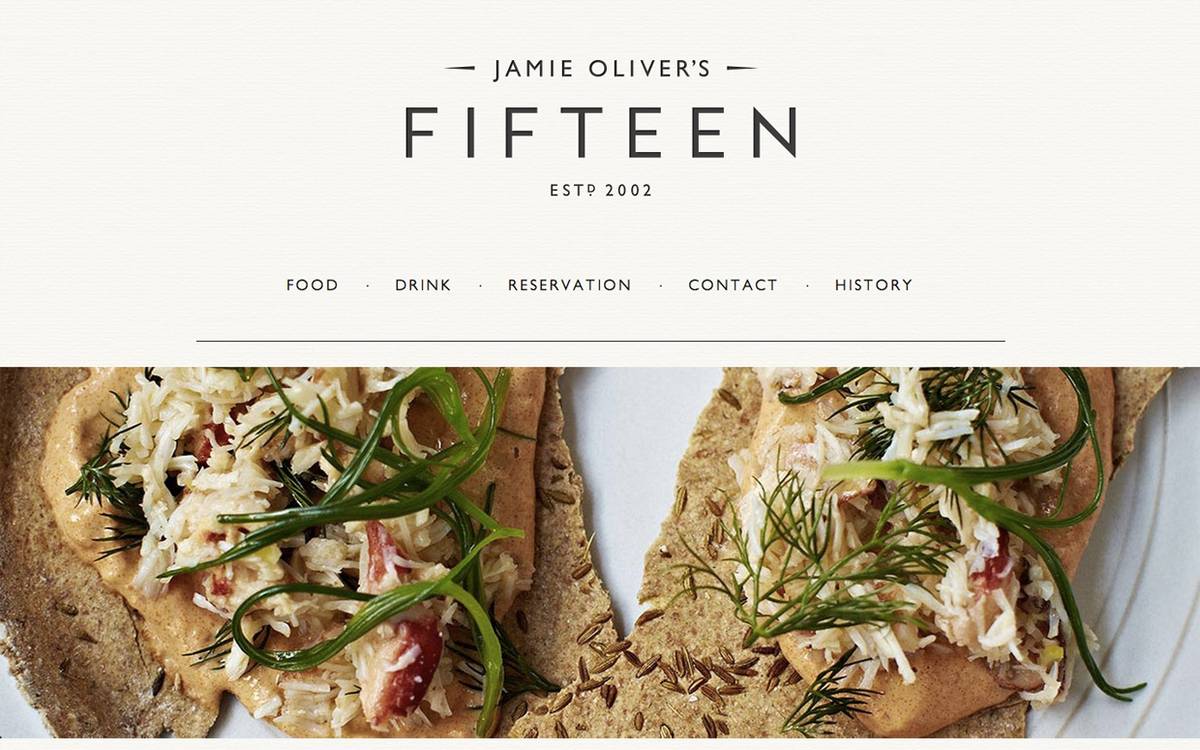 JAMIE OLIVER'S
FIFTEEN
ESTD 2002
FOOD · DRINK · RESERVATION · CONTACT · HISTORY